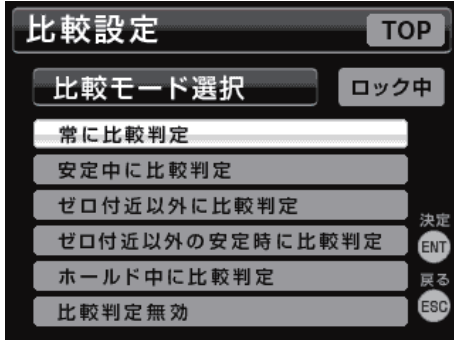 比較設定
TOP
比較モード選択
ロック中
常に比較判定
安定中に比較判定
ゼロ付近以外に比較判定
ゼロ付近以外の安定時に比較判定
ホールド中に比較判定
比較判定無効
決定
ENT
戻る
ESC